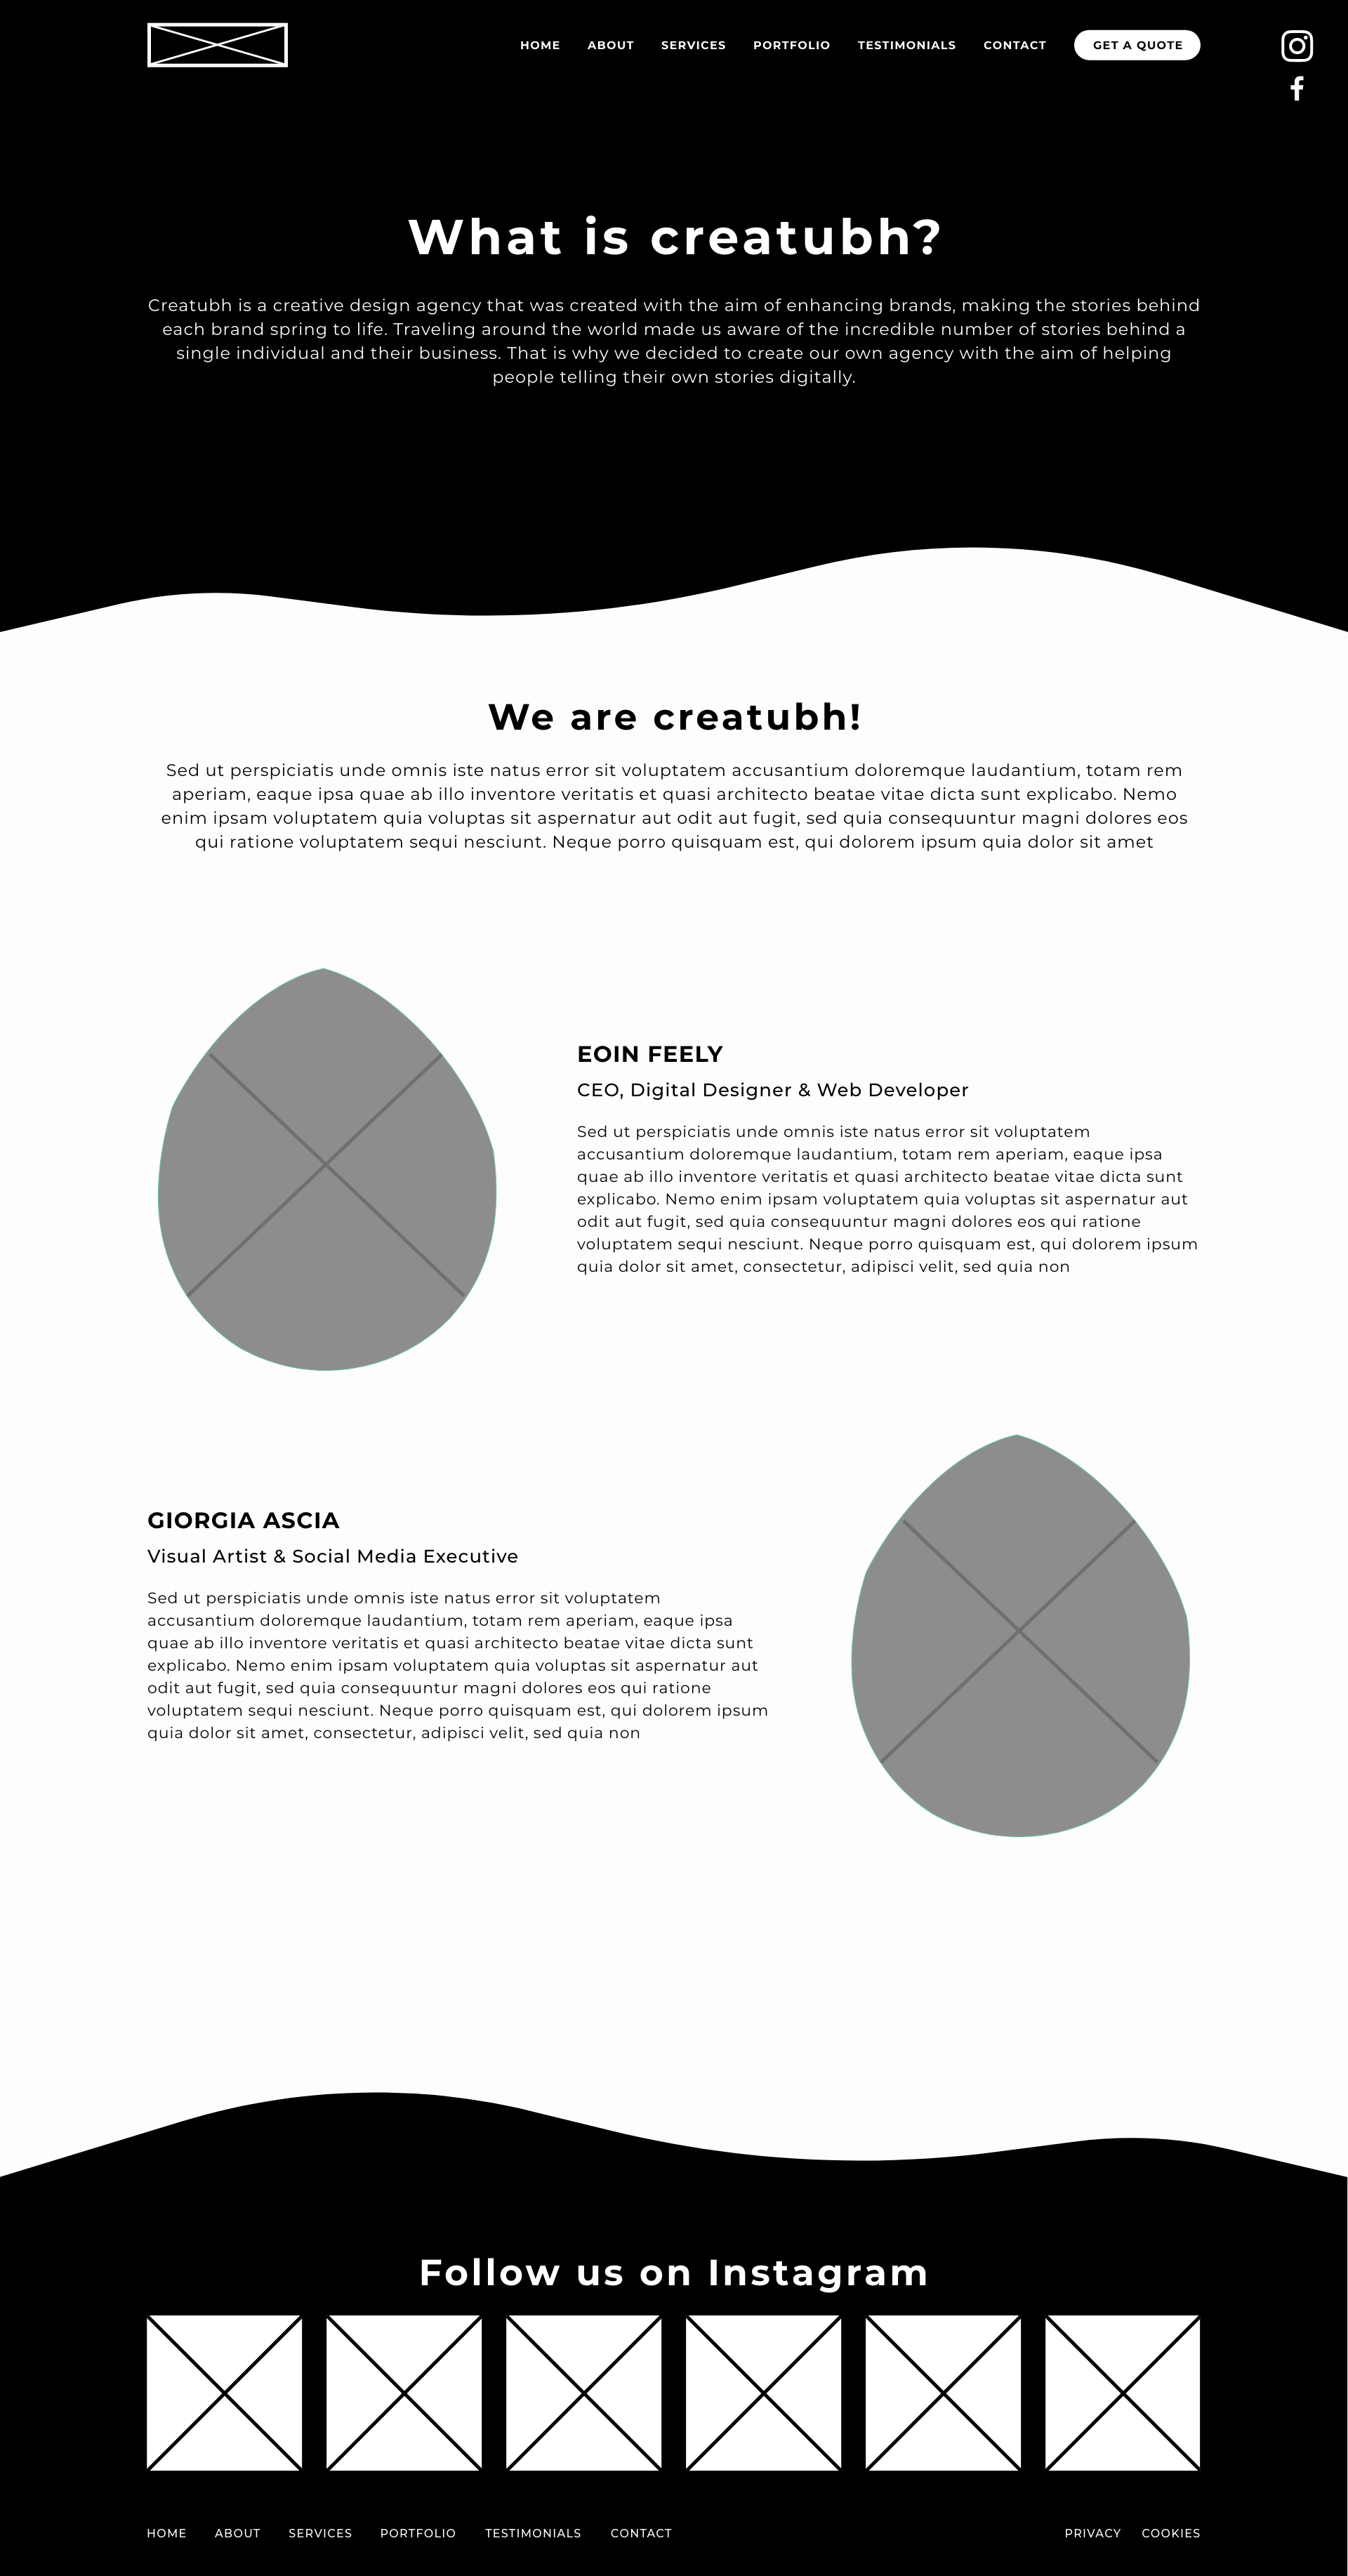 HOME ABOUT SERVICES PORTFOLIO TESTIMONIALS CONTACT GET A QUOTE
What is creatubh?
Creatubh is a creative design agency that was created with the aim of enhancing brands, making the stories behind
each brand spring to life. Traveling around the world made us aware of the incredible number of stories behind a
single individual and their business. That is why we decided to create our own agency with the aim of helping
people telling their own stories digitally.
We are creatubh!
Sed ut perspiciatis unde omnis iste natus error sit voluptatem accusantium doloremque laudantium, totam rem
aperiam, eaque ipsa quae ab illo inventore veritatis et quasi architecto beatae vitae dicta sunt explicabo. Nemo
enim ipsam voluptatem quia voluptas sit aspernatur aut odit aut fugit, sed quia consequuntur magni dolores eos
qui ratione voluptatem sequi nesciunt. Neque porro quisquam est, qui dolorem ipsum quia dolor sit amet
EOIN FEELY
CEO, Digital Designer & Web Developer
Sed ut perspiciatis unde omnis iste natus error sit voluptatem
accusantium doloremque laudantium, totam rem aperiam, eaque ipsa
quae ab illo inventore veritatis et quasi architecto beatae vitae dicta sunt
explicabo. Nemo enim ipsam voluptatem quia voluptas sit aspernatur aut
odit aut fugit, sed quia consequuntur magni dolores eos qui ratione
voluptatem sequi nesciunt. Neque porro quisquam est, qui dolorem ipsum
quia dolor sit amet, consectetur, adipisci velit, sed quia non
GIORGIA ASCIA
Visual Artist & Social Media Executive
Sed ut perspiciatis unde omnis iste natus error sit voluptatem
accusantium doloremque laudantium, totam rem aperiam, eaque ipsa
quae ab illo inventore veritatis et quasi architecto beatae vitae dicta sunt
explicabo. Nemo enim ipsam voluptatem quia voluptas sit aspernatur aut
odit aut fugit, sed quia consequuntur magni dolores eos qui ratione
voluptatem sequi nesciunt. Neque porro quisquam est, qui dolorem ipsum
quia dolor sit amet, consectetur, adipisci velit, sed quia non
Follow us on Instagram
HOME ABOUT SERVICES PORTFOLIO TESTIMONIALS CONTACT PRIVACY COOKIES